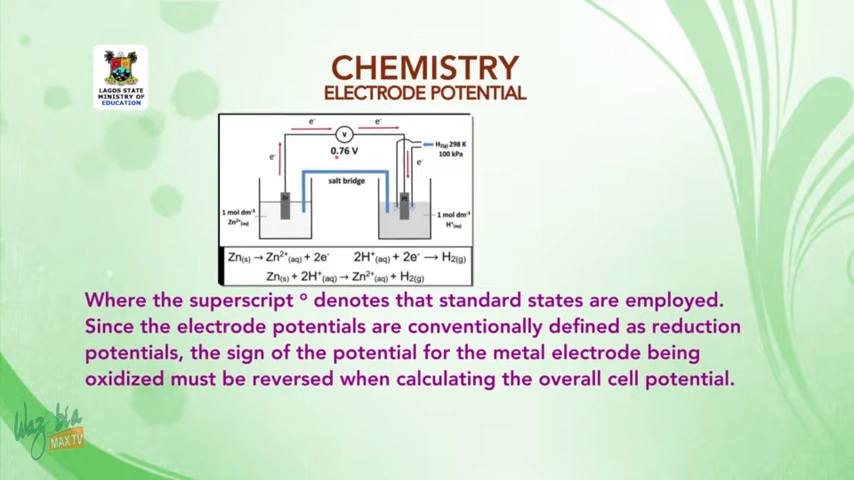 CHEMISTRY
ELECTRODE POTENTIAL
LAGOS STATE
MINISTRY OF
EDUCATION
e⁻ e⁻
V
0.76 V
H₂(g) 298 K
100 kPa
e⁻ e⁻
salt bridge
1 mol dm⁻³
Zn²⁺(aq)
1 mol dm⁻³
H⁺(aq)
Zn(s) → Zn²⁺(aq) + 2e⁻ 2H⁺(aq) + 2e⁻ → H₂(g)
Zn(s) + 2H⁺(aq) → Zn²⁺(aq) + H₂(g)
Where the superscript º denotes that standard states are employed.
Since the electrode potentials are conventionally defined as reduction
potentials, the sign of the potential for the metal electrode being
oxidized must be reversed when calculating the overall cell potential.
Wazobia
MAX TV